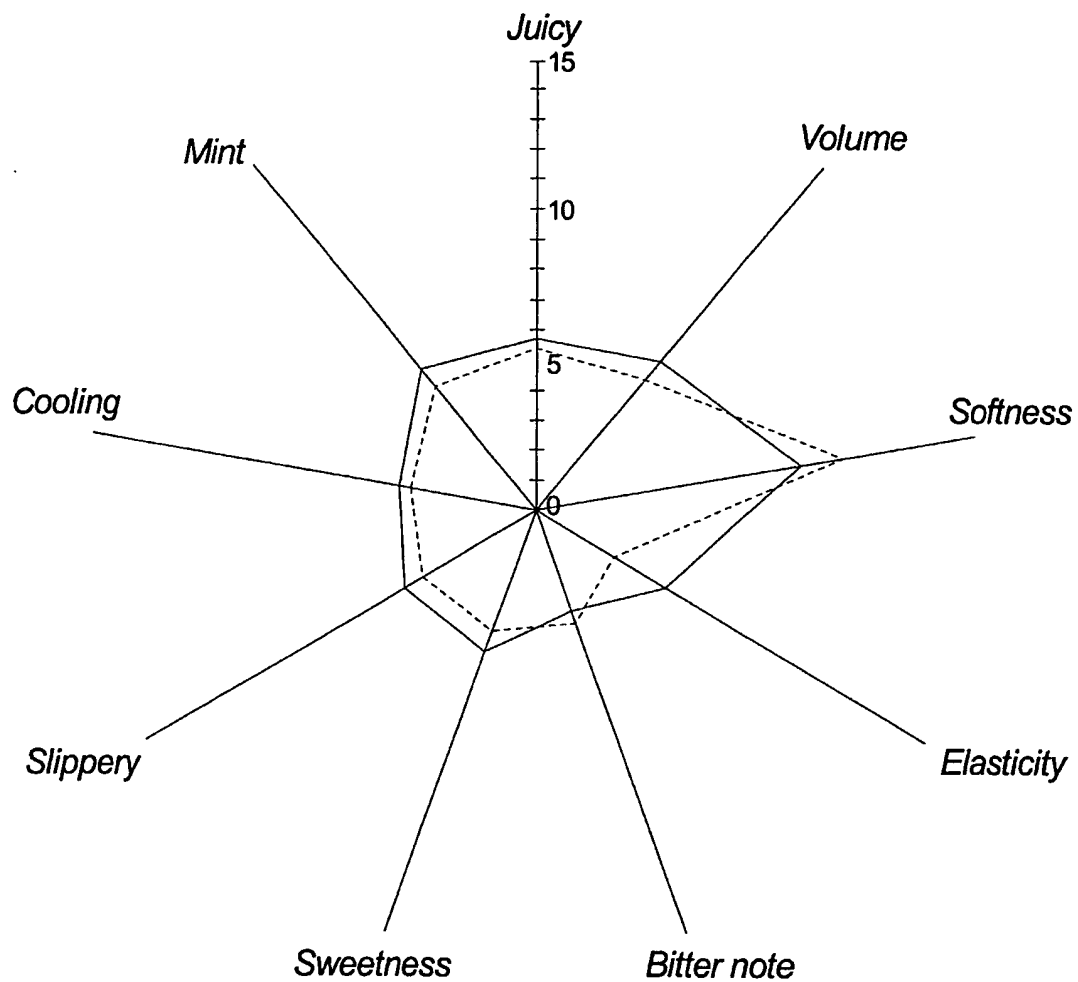 Juicy
15
Volume
Mint
10
5
Cooling
Softness
0
Slippery
Elasticity
Sweetness
Bitter note